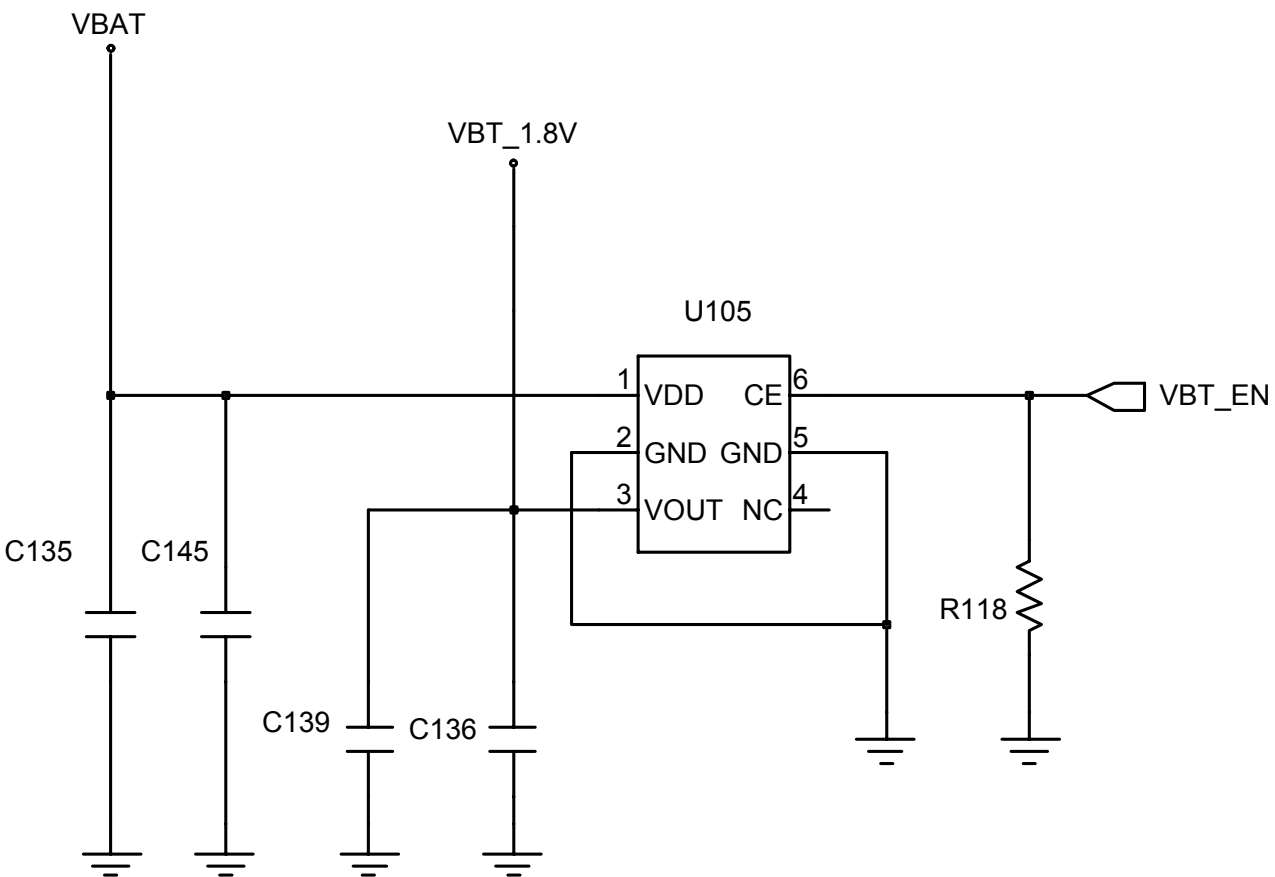 VBAT
VBT_1.8V
U105
1 VDD CE 6
VBT_EN
2 GND GND 5
3 VOUT NC 4
C135
C145
R118
C139
C136